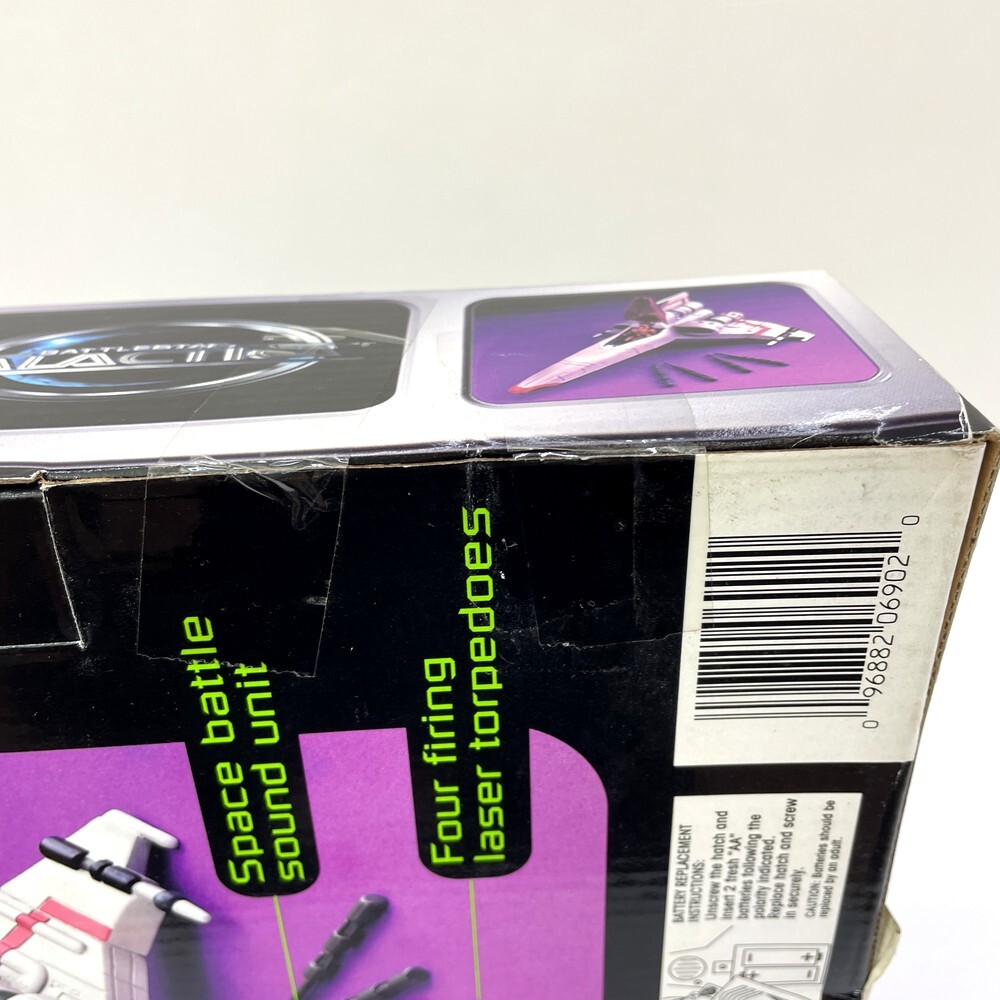 BATTLESTAR
Space battle
sound unit
Four firing
laser torpedoes
0 96882 06902 0
BATTERY REPLACEMENT
INSTRUCTIONS:
Unscrew the hatch and
insert 2 fresh "AA"
batteries following the
polarity indicated.
Replace hatch and screw
in securely.
CAUTION: Batteries should be
replaced by an adult.